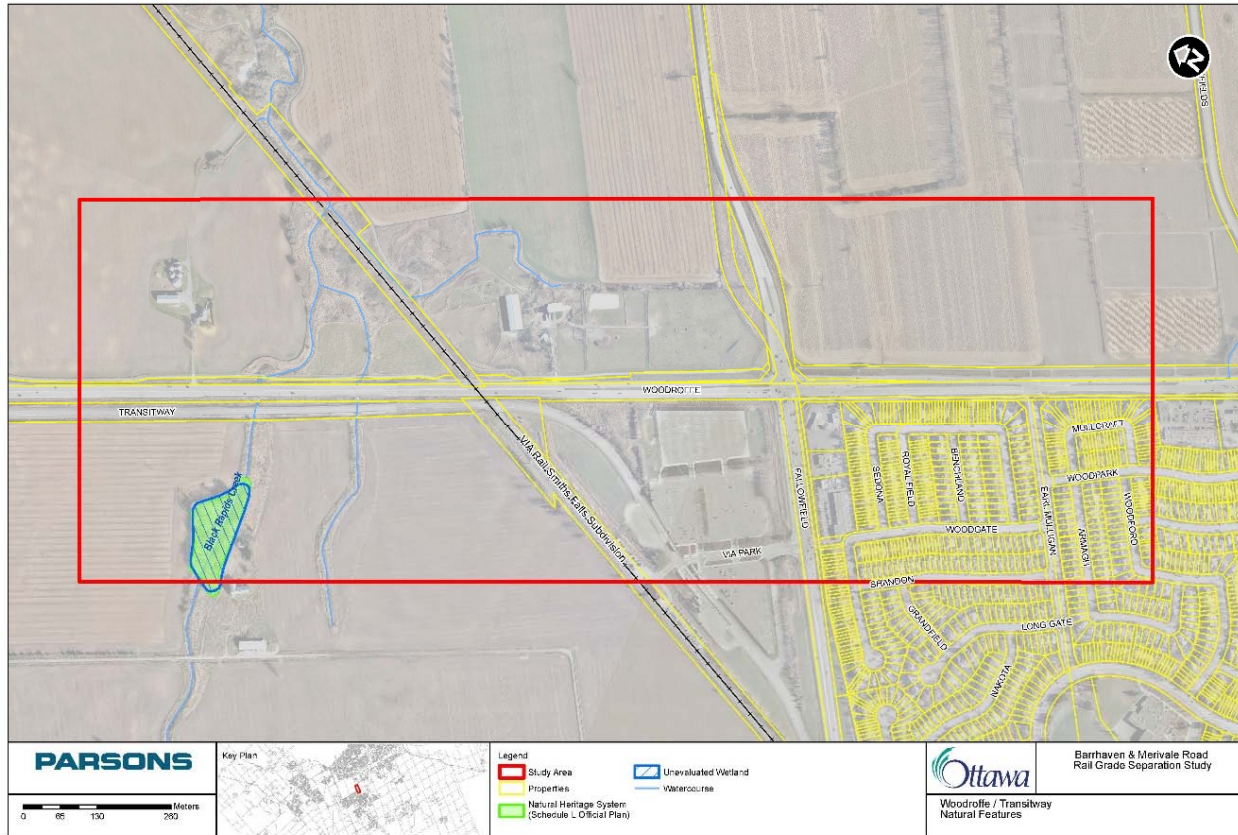 N
FIELDS
WOODROFFE
TRANSITWAY
VIA Rail Smiths Falls Subdivision
Black Rapids Creek
FALLOWFIELD
VIA PARK
SEDONA
ROYAL FIELD
BENCHLAND
EARL MULLIGAN
MULLCRAFT
WOODPARK
WOODFORD
ARMAGH
WOODGATE
BRANDON
GRANDFIELD
LONG GATE
NAKOTA
PARSONS
0 65 130 260 Meters
Key Plan
Legend
Study Area
Properties
Natural Heritage System
(Schedule L Official Plan)
Unevaluated Wetland
Watercourse
Ottawa
Barrhaven & Merivale Road
Rail Grade Separation Study
Woodroffe / Transitway
Natural Features